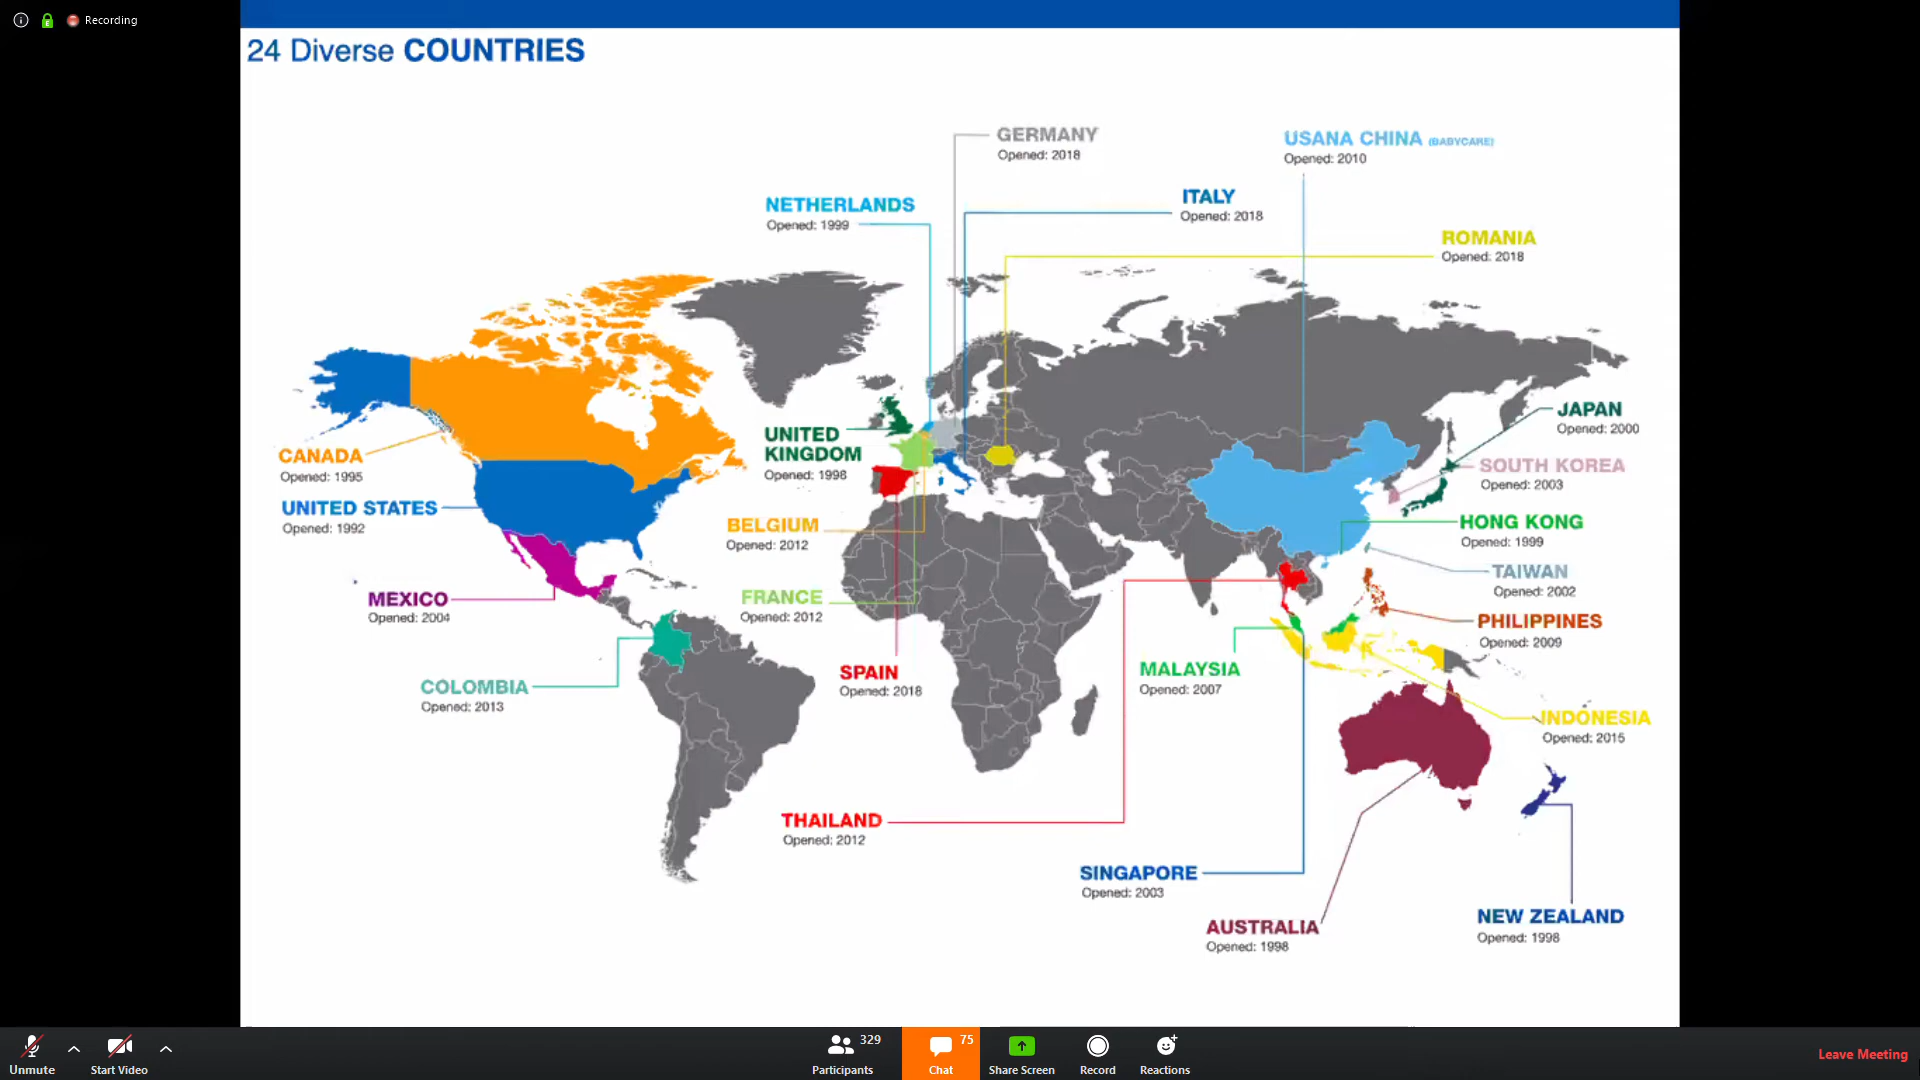 Recording
24 Diverse COUNTRIES
GERMANY
Opened: 2018
USANA CHINA (BABYCARE)
Opened: 2010
NETHERLANDS
Opened: 1999
ITALY
Opened: 2018
ROMANIA
Opened: 2018
JAPAN
Opened: 2000
CANADA
Opened: 1995
UNITED
KINGDOM
Opened: 1998
SOUTH KOREA
Opened: 2003
UNITED STATES
Opened: 1992
BELGIUM
Opened: 2012
HONG KONG
Opened: 1999
TAIWAN
Opened: 2002
MEXICO
Opened: 2004
FRANCE
Opened: 2012
PHILIPPINES
Opened: 2009
SPAIN
Opened: 2018
MALAYSIA
Opened: 2007
COLOMBIA
Opened: 2013
INDONESIA
Opened: 2015
THAILAND
Opened: 2012
SINGAPORE
Opened: 2003
AUSTRALIA
Opened: 1998
NEW ZEALAND
Opened: 1998
Unmute
Start Video
329
Participants
75
Chat
Share Screen
Record
Reactions
Leave Meeting